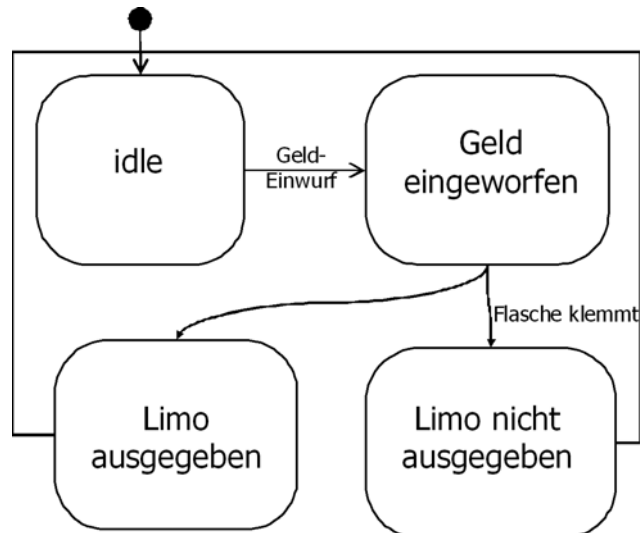 idle
Geld-
Einwurf
Geld
eingeworfen
Flasche klemmt
Limo
ausgegeben
Limo nicht
ausgegeben